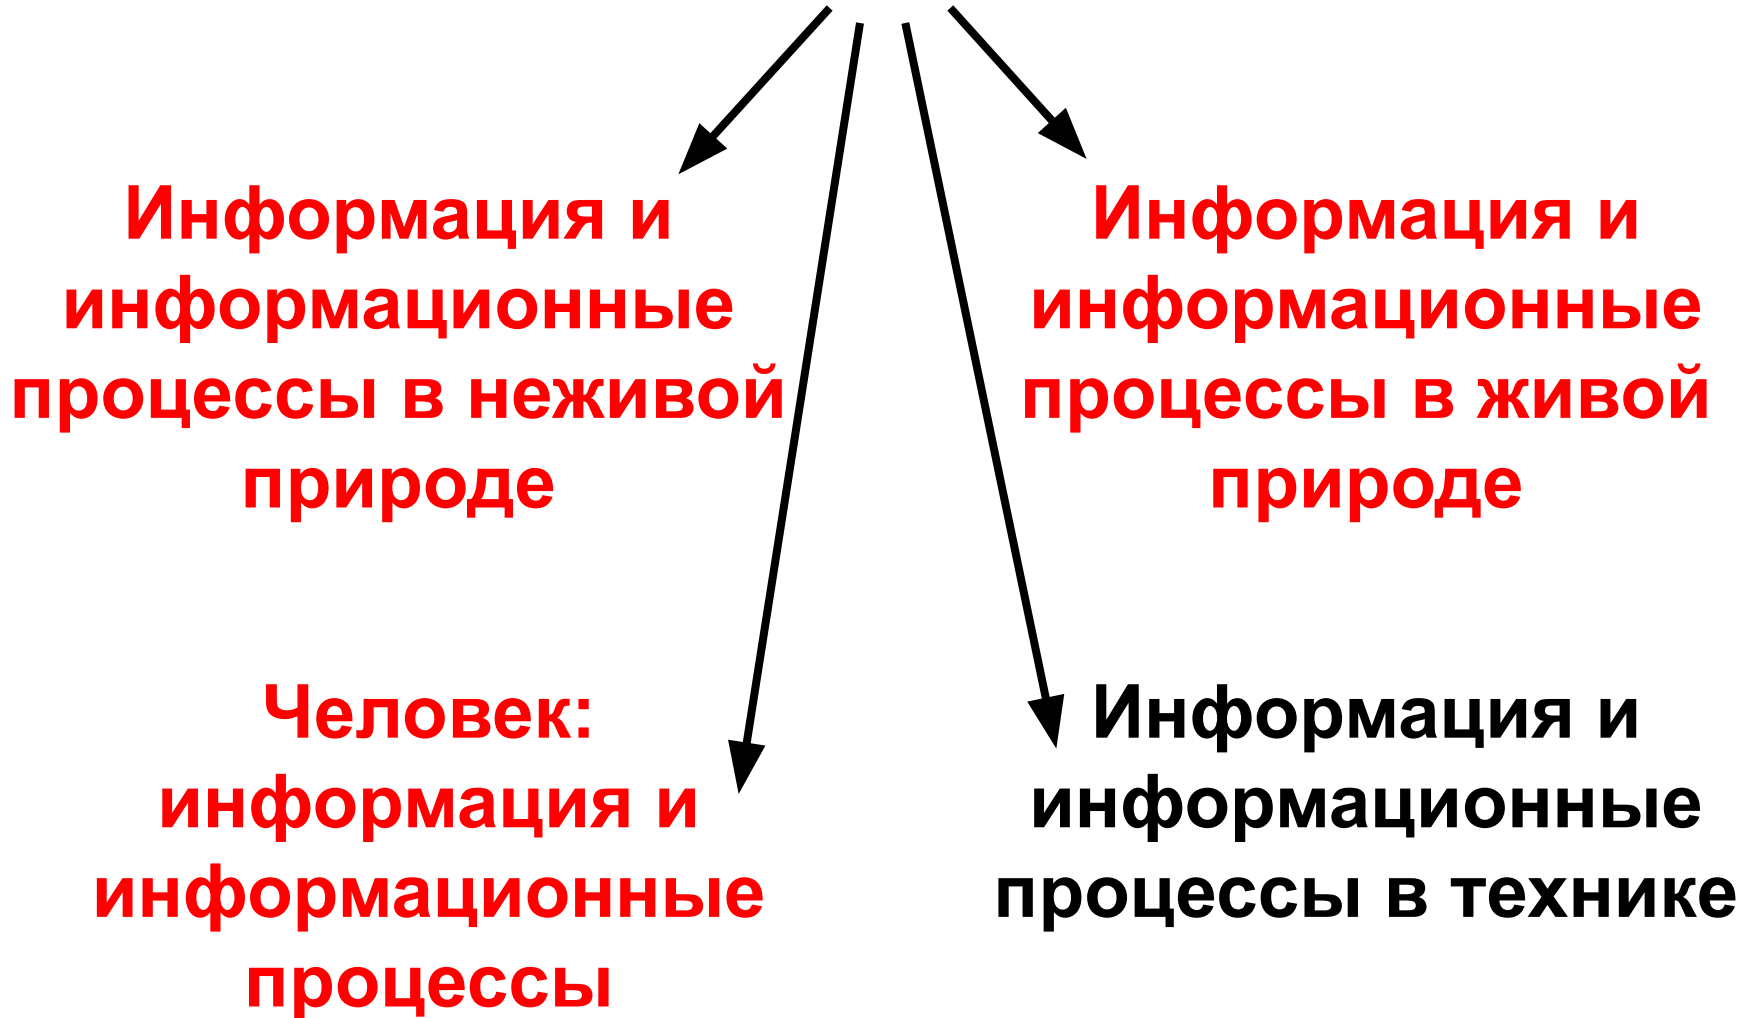 Информация и
информационные
процессы в неживой
природе
Информация и
информационные
процессы в живой
природе
Человек:
информация и
информационные
процессы
Информация и
информационные
процессы в технике